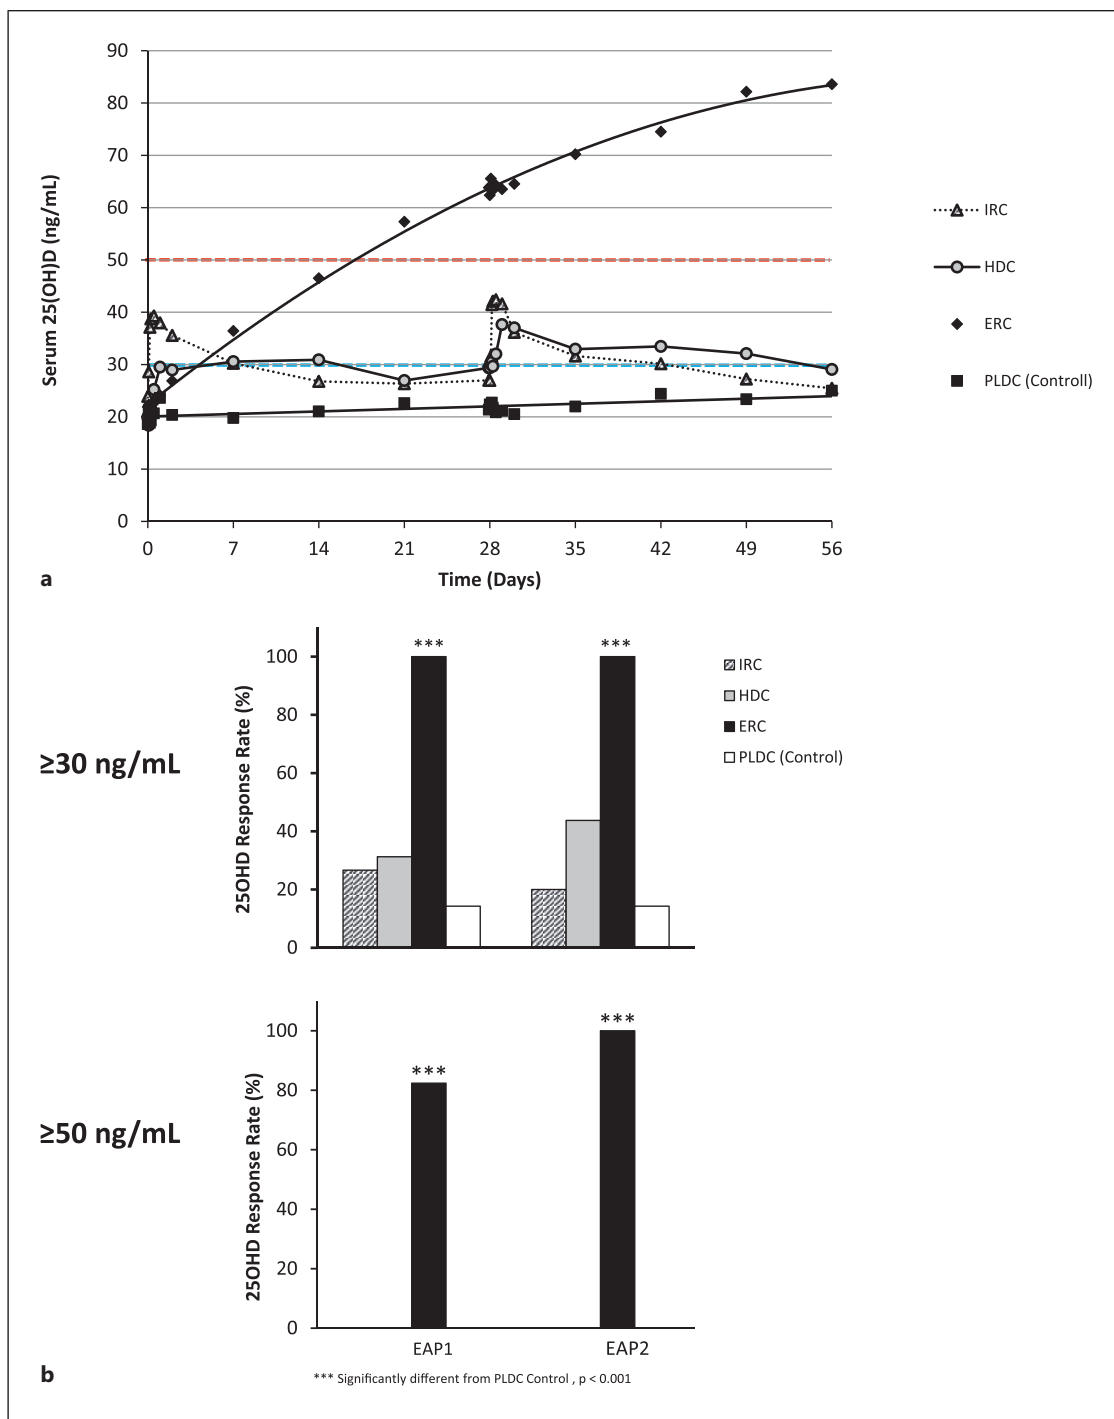 90
80
70
60
50
40
30
20
10
0
Serum 25(OH)D (ng/mL)
0 7 14 21 28 35 42 49 56
Time (Days)
IRC
HDC
ERC
PLDC (Controll)
a
≥30 ng/mL
25OHD Response Rate (%)
100
80
60
40
20
0
*** ***
IRC
HDC
ERC
PLDC (Control)
≥50 ng/mL
25OHD Response Rate (%)
100
80
60
40
20
0
*** ***
EAP1 EAP2
b
*** Significantly different from PLDC Control , p < 0.001